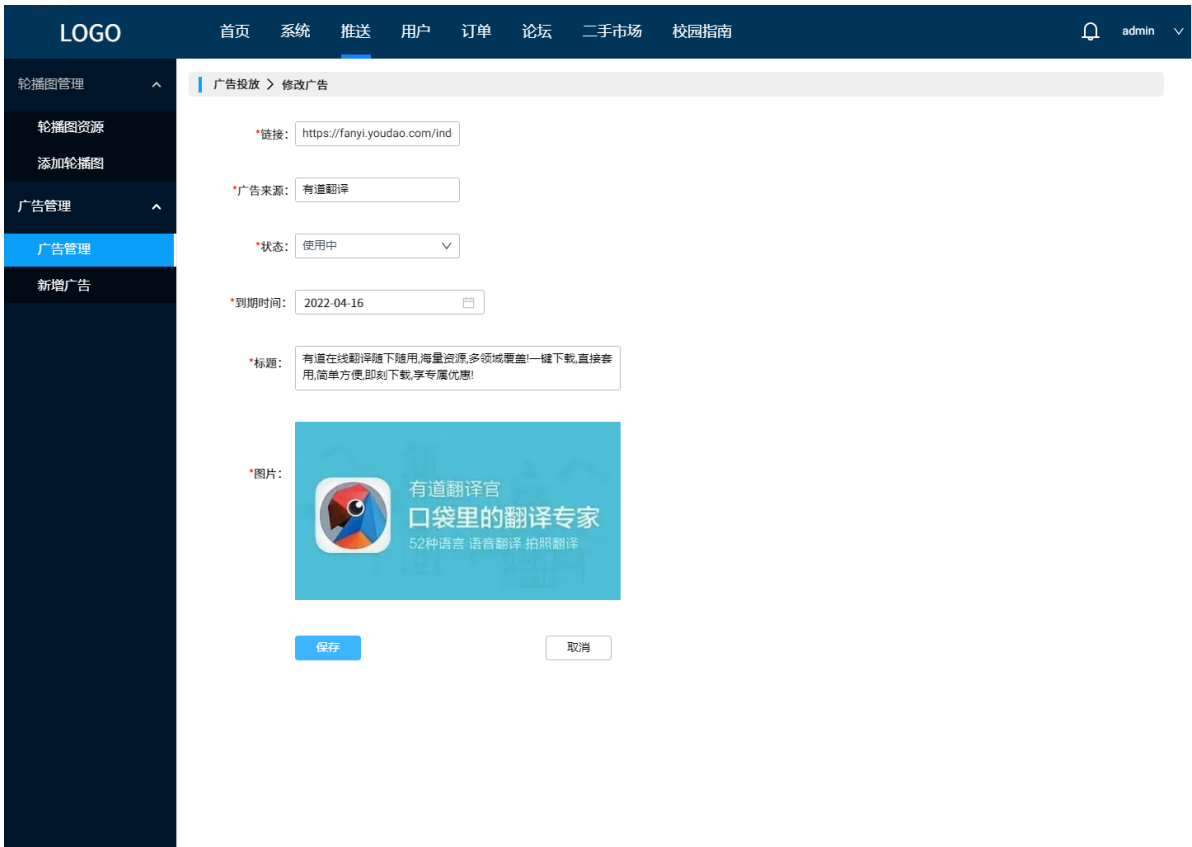 LOGO 首页 系统 推送 用户 订单 论坛 二手市场 校园指南 admin
轮播图管理
轮播图资源
添加轮播图
广告管理
广告管理
新增广告
广告投放 > 修改广告
*链接: https://fanyi.youdao.com/ind
*广告来源: 有道翻译
*状态: 使用中
*到期时间: 2022-04-16
*标题: 有道在线翻译随下随用,海量资源,多领域覆盖!一键下载,直接套
用,简单方便,即刻下载,享专属优惠!
*图片:
有道翻译官
口袋里的翻译专家
52种语言 语音翻译 拍照翻译
保存 取消